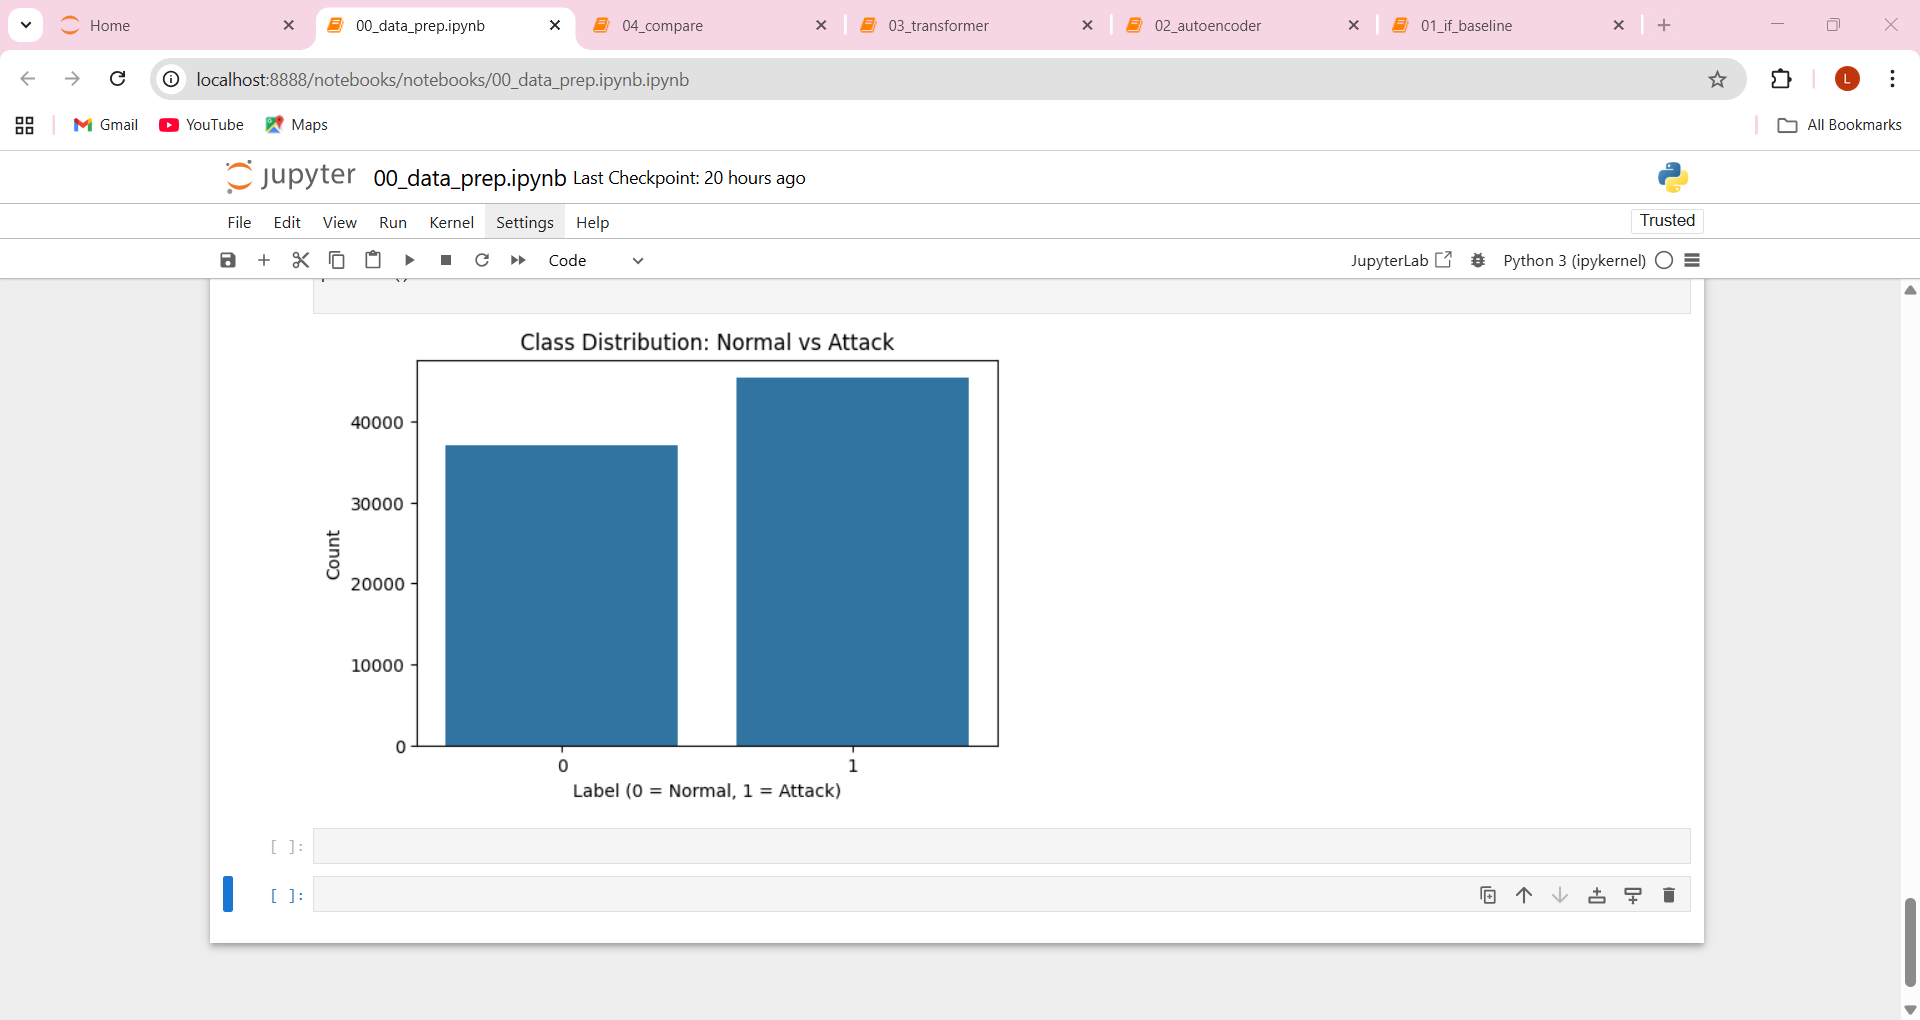 Home
00_data_prep.ipynb
04_compare
03_transformer
02_autoencoder
01_if_baseline
localhost:8888/notebooks/notebooks/00_data_prep.ipynb.ipynb
L
Gmail
YouTube
Maps
All Bookmarks
jupyter
00_data_prep.ipynb Last Checkpoint: 20 hours ago
File Edit View Run Kernel Settings Help
Trusted
Code
JupyterLab
Python 3 (ipykernel)
Class Distribution: Normal vs Attack
40000
30000
20000
10000
0
Count
0 1
Label (0 = Normal, 1 = Attack)
[ ]:
[ ]: